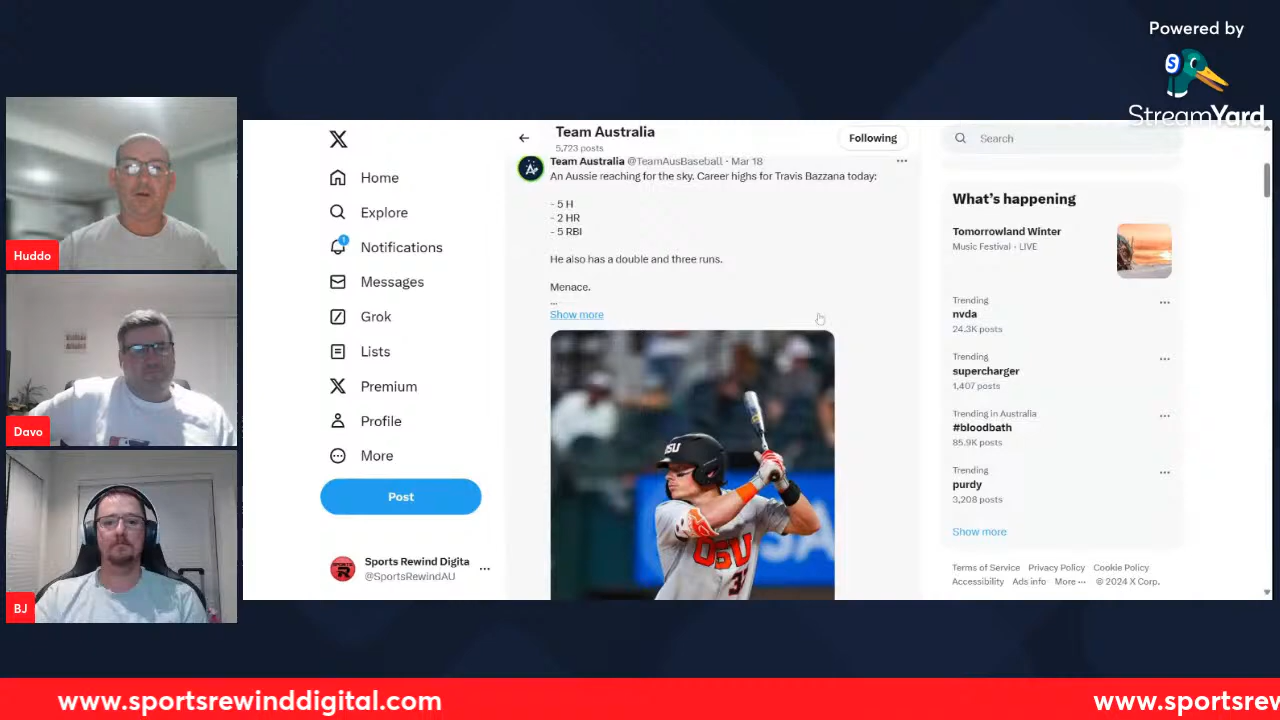 Powered by
StreamYard
Huddo
Davo
BJ
Home
Explore
1
Notifications
Messages
Grok
Lists
Premium
Profile
More
Post
Sports Rewind Digita
@SportsRewindAU
Team Australia
5,723 posts
Following
Team Australia @TeamAusBaseball · Mar 18
An Aussie reaching for the sky. Career highs for Travis Bazzana today:
- 5 H
- 2 HR
- 5 RBI
He also has a double and three runs.
Menace.
...
Show more
OSU
OSU
3
Search
What's happening
Tomorrowland Winter
Music Festival · LIVE
Trending
nvda
24.3K posts
Trending
supercharger
1,407 posts
Trending in Australia
#bloodbath
85.9K posts
Trending
purdy
3,208 posts
Show more
Terms of Service Privacy Policy Cookie Policy
Accessibility Ads info More ··· © 2024 X Corp.
www.sportsrewinddigital.com
www.sportsrew